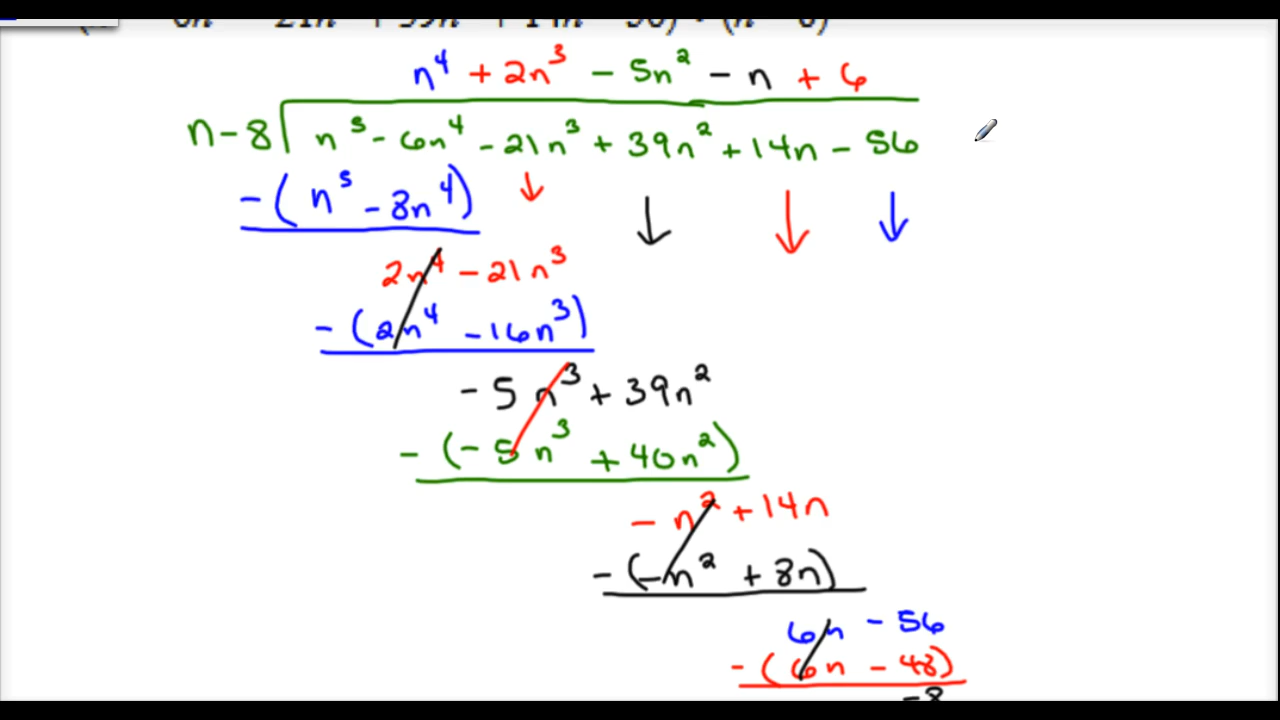 n⁴ + 2n³ - 5n² - n + 6
n-8 n⁵ - 6n⁴ - 21n³ + 39n² + 14n - 56
-(n⁵ - 8n⁴)
2n⁴ - 21n³
-(2n⁴ - 16n³)
-5n³ + 39n²
-(-5n³ + 40n²)
-n² + 14n
-(-n² + 8n)
6n - 56
-(6n - 48)
-8